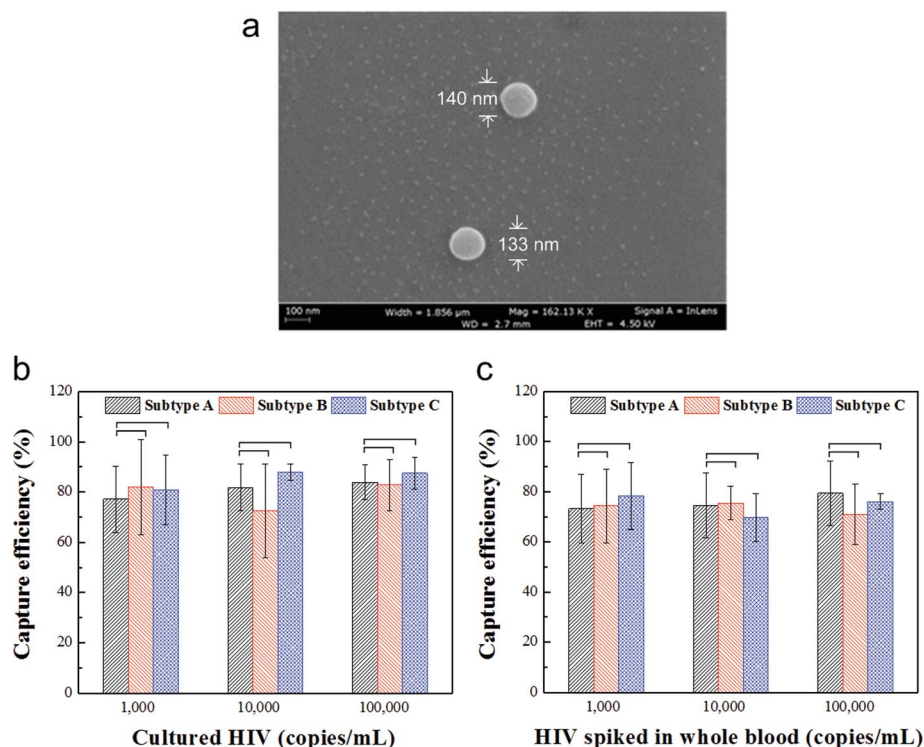 a
140 nm
133 nm
100 nm
Width = 1.856 µm
Mag = 162.13 K X
Signal A = InLens
WD = 2.7 mm
EHT = 4.50 kV
b
120
100
80
60
40
20
0
Capture efficiency (%)
Subtype A
Subtype B
Subtype C
1,000
10,000
100,000
Cultured HIV (copies/mL)
c
120
100
80
60
40
20
0
Capture efficiency (%)
Subtype A
Subtype B
Subtype C
1,000
10,000
100,000
HIV spiked in whole blood (copies/mL)